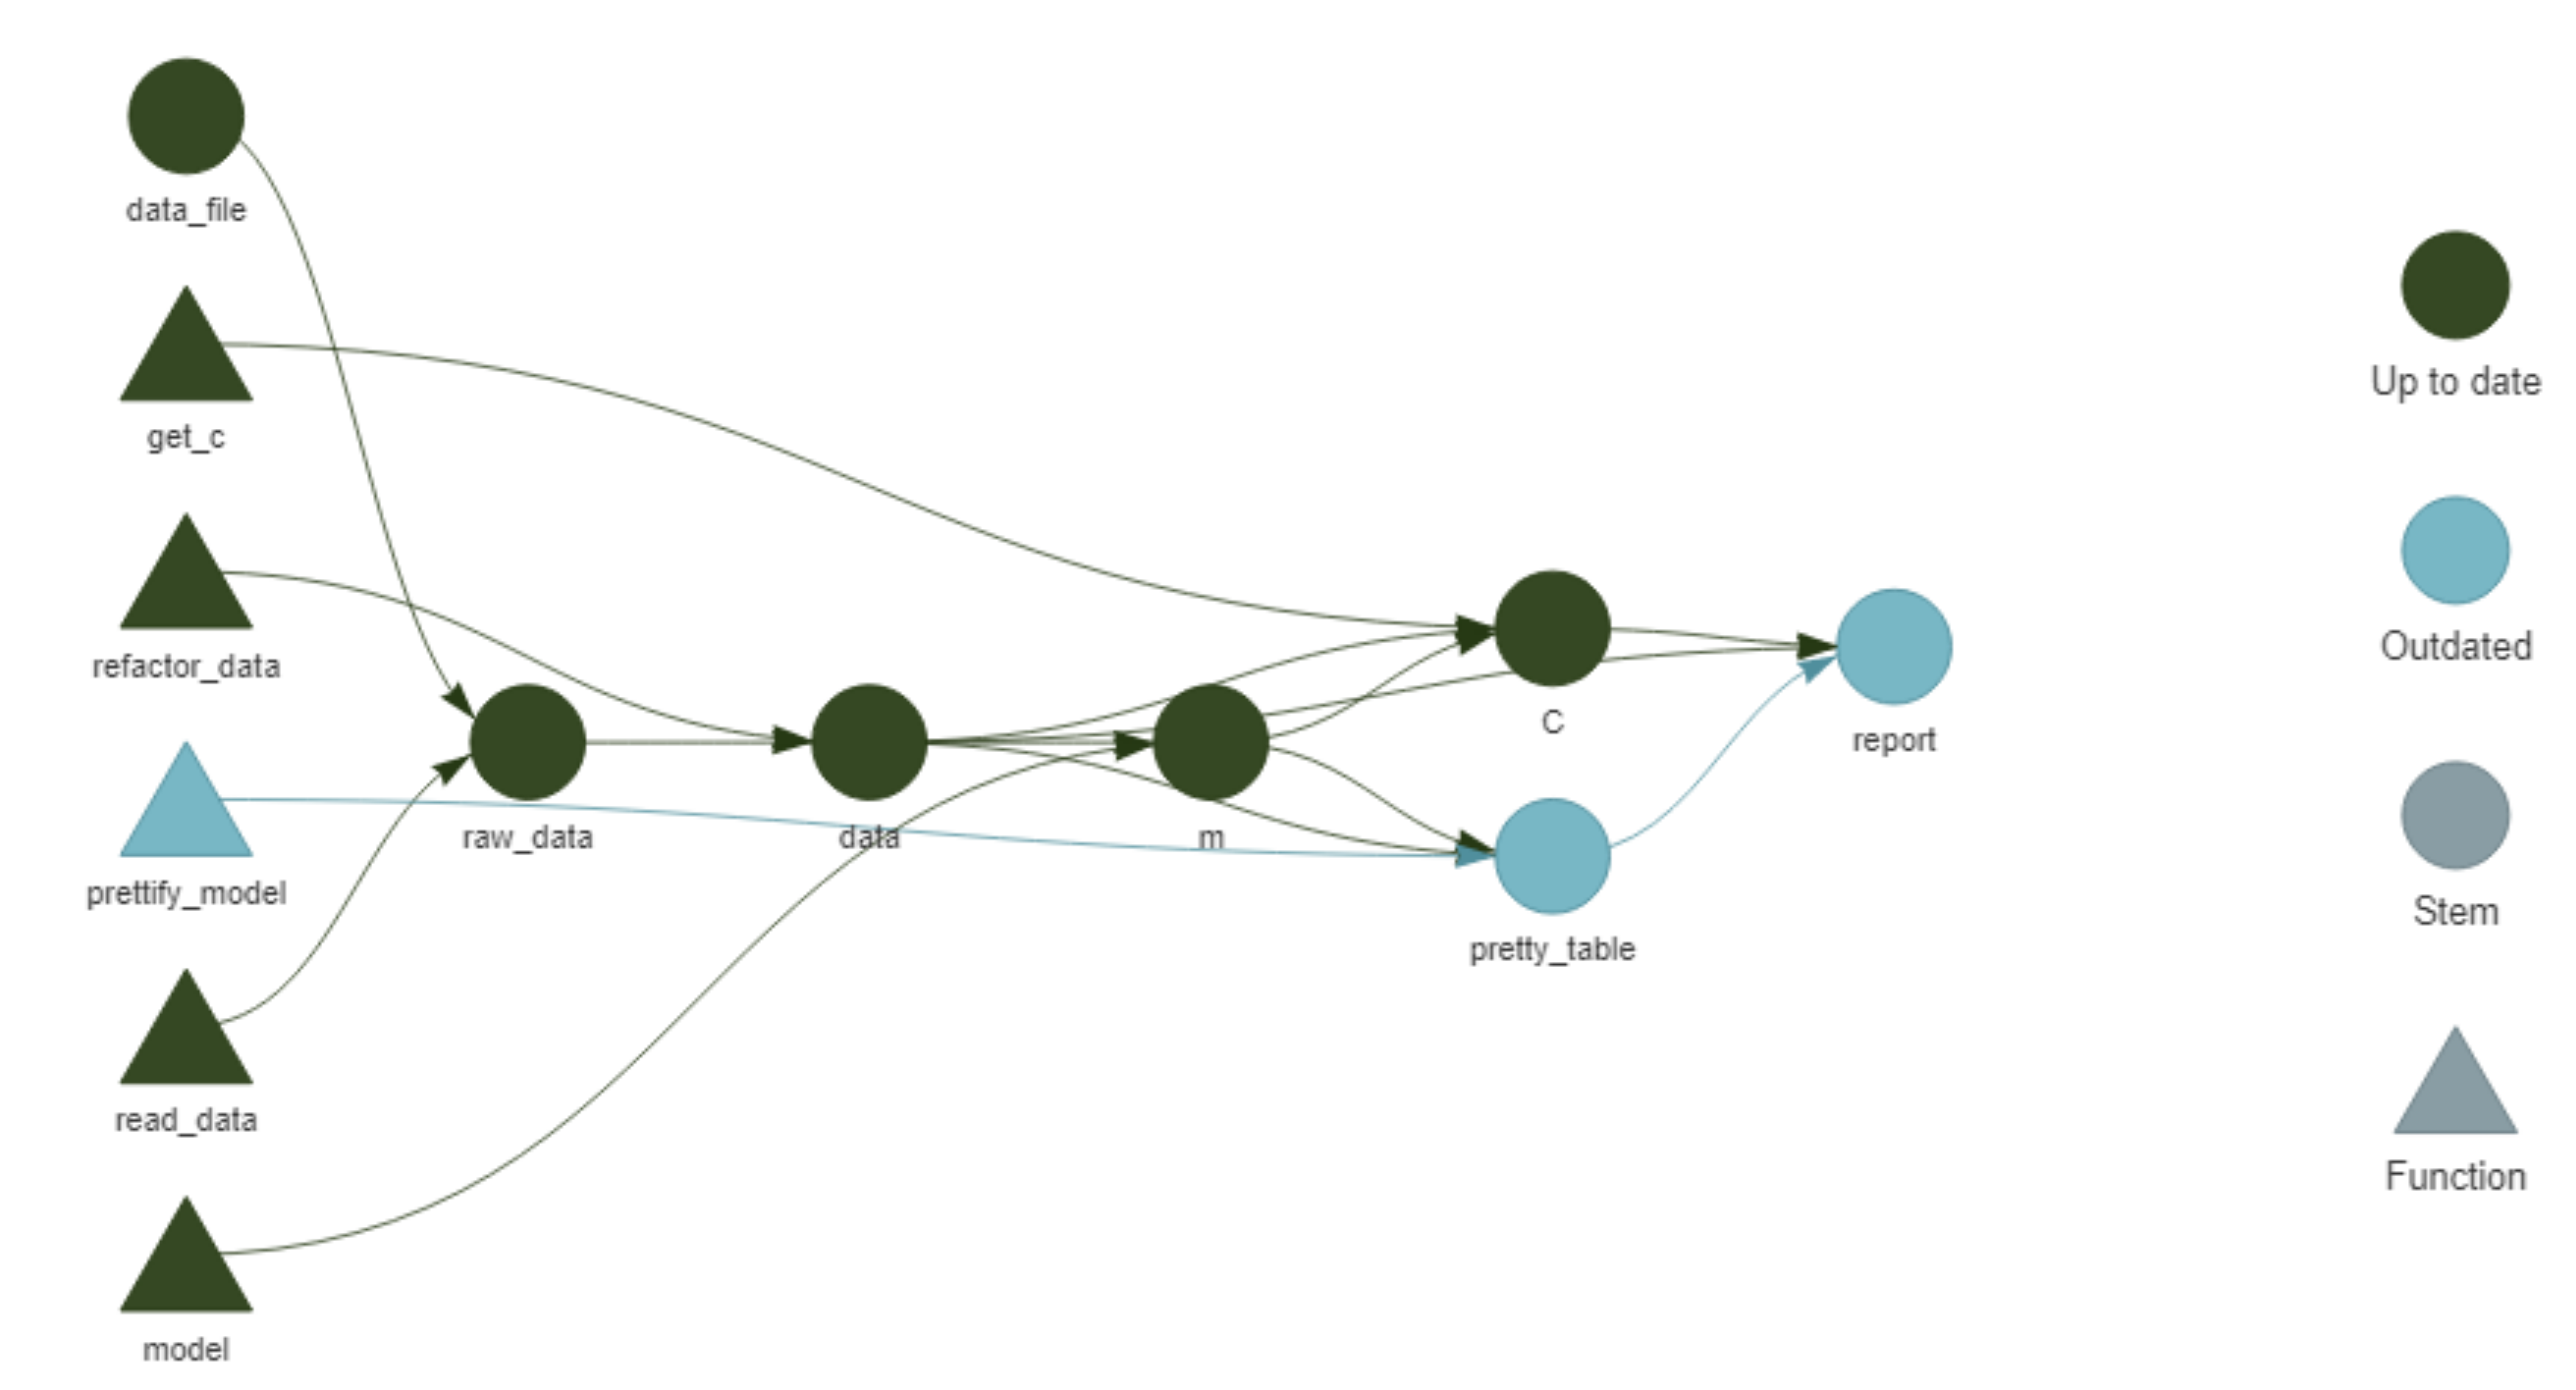 data_file
get_c
refactor_data
prettify_model
read_data
model
raw_data
data
m
C
pretty_table
report
Up to date
Outdated
Stem
Function